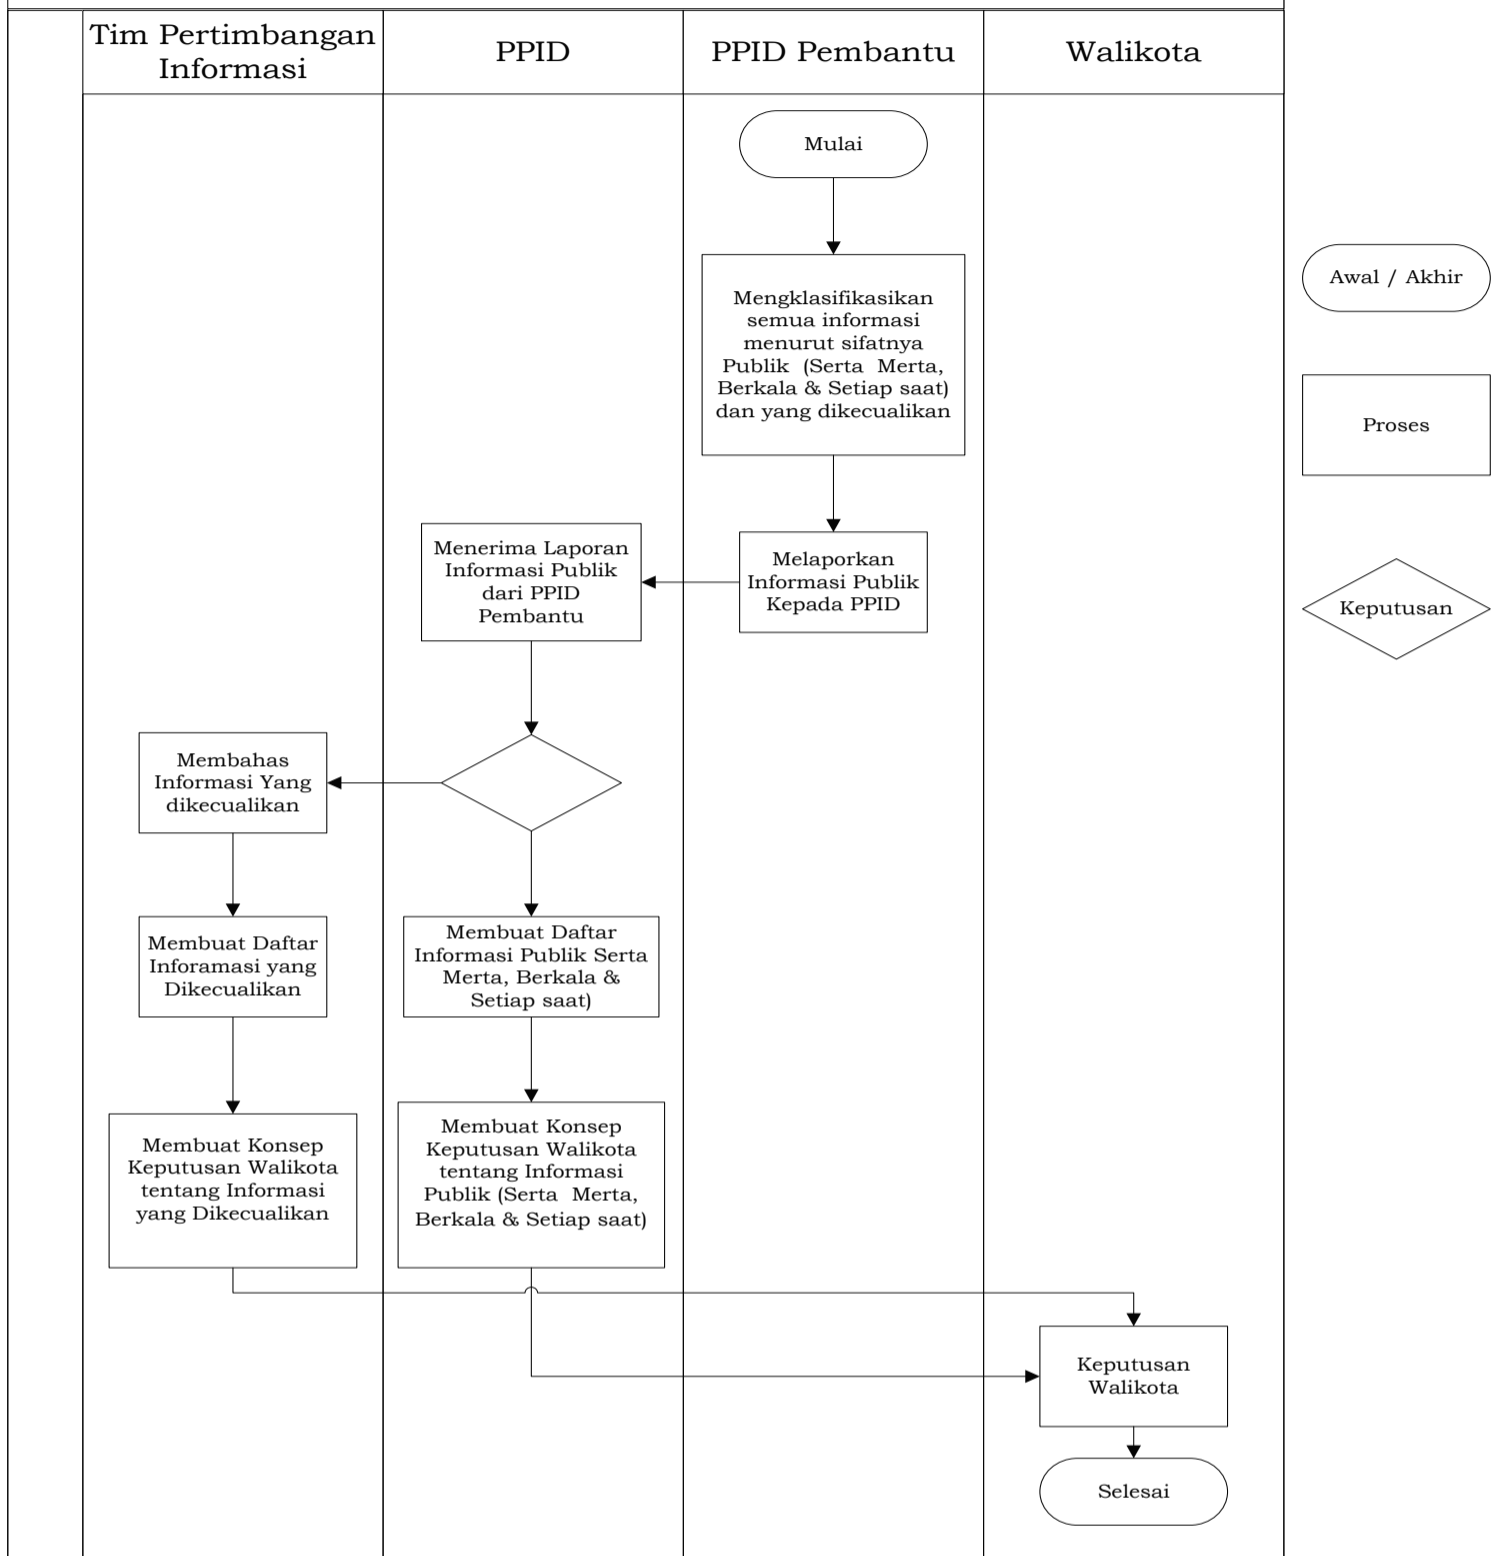 Tim Pertimbangan
Informasi
PPID
PPID Pembantu
Walikota
Mulai
Mengklasifikasikan
semua informasi
menurut sifatnya
Publik (Serta Merta,
Berkala & Setiap saat)
dan yang dikecualikan
Melaporkan
Informasi Publik
Kepada PPID
Menerima Laporan
Informasi Publik
dari PPID
Pembantu
Membahas
Informasi Yang
dikecualikan
Membuat Daftar
Inforamasi yang
Dikecualikan
Membuat Daftar
Informasi Publik Serta
Merta, Berkala &
Setiap saat)
Membuat Konsep
Keputusan Walikota
tentang Informasi
yang Dikecualikan
Membuat Konsep
Keputusan Walikota
tentang Informasi
Publik (Serta Merta,
Berkala & Setiap saat)
Keputusan
Walikota
Selesai
Awal / Akhir
Proses
Keputusan